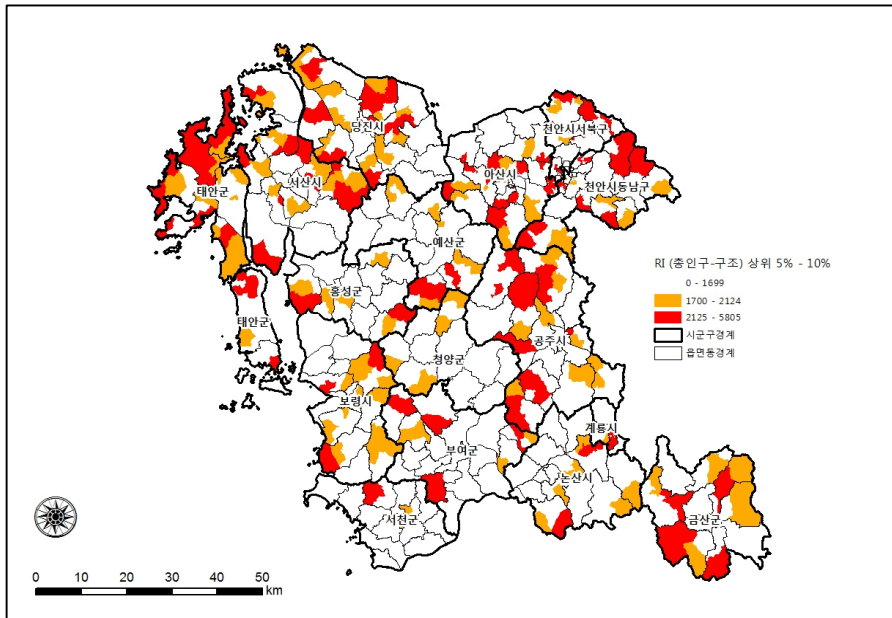 당진시
천안시서북구
아산시
서산시
태안군
천안시동남구
예산군
RI (총인구-구조) 상위 5% - 10%
0 - 1699
1700 - 2124
2125 - 5805
시군구경계
읍면동경계
홍성군
태안군
공주시
청양군
보령시
계룡시
부여군
논산시
금산군
서천군
0 10 20 30 40 50
km